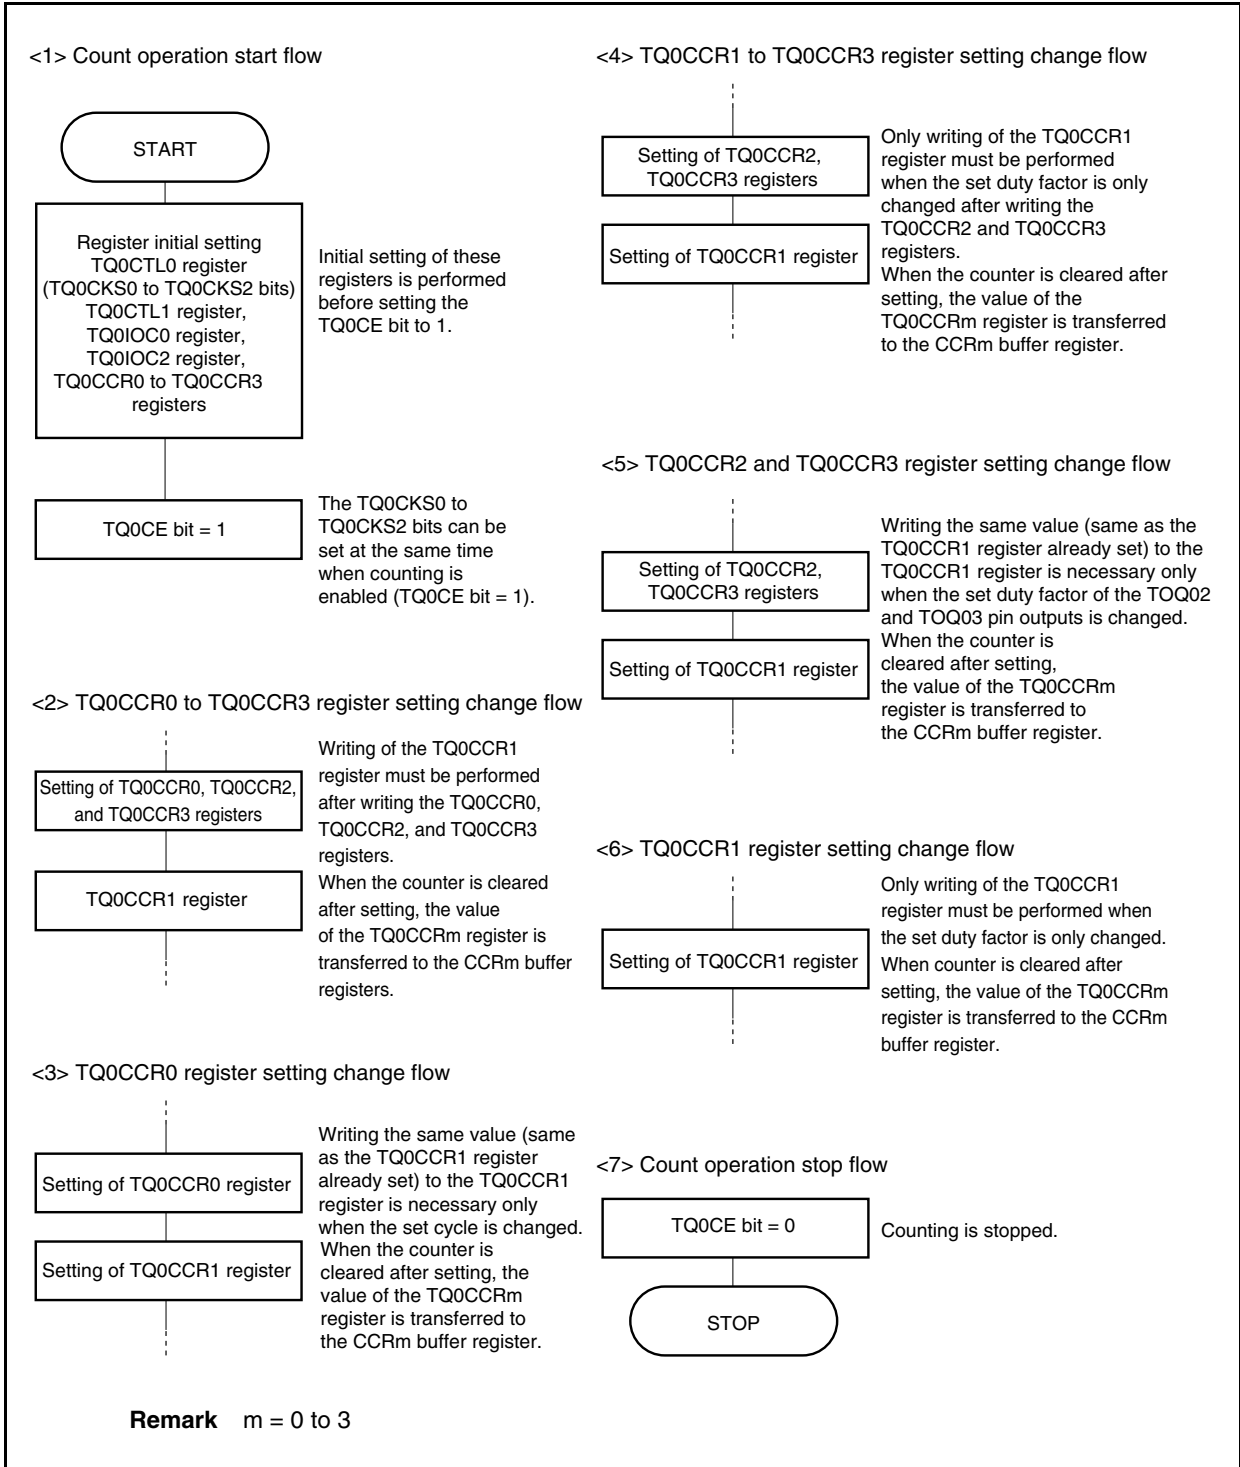 <1> Count operation start flow
START
Register initial setting
TQ0CTL0 register
(TQ0CKS0 to TQ0CKS2 bits)
TQ0CTL1 register,
TQ0IOC0 register,
TQ0IOC2 register,
TQ0CCR0 to TQ0CCR3
registers
Initial setting of these
registers is performed
before setting the
TQ0CE bit to 1.
TQ0CE bit = 1
The TQ0CKS0 to
TQ0CKS2 bits can be
set at the same time
when counting is
enabled (TQ0CE bit = 1).
<2> TQ0CCR0 to TQ0CCR3 register setting change flow
Setting of TQ0CCR0, TQ0CCR2,
and TQ0CCR3 registers
TQ0CCR1 register
Writing of the TQ0CCR1
register must be performed
after writing the TQ0CCR0,
TQ0CCR2, and TQ0CCR3
registers.
When the counter is cleared
after setting, the value
of the TQ0CCRm register is
transferred to the CCRm buffer
registers.
<3> TQ0CCR0 register setting change flow
Setting of TQ0CCR0 register
Setting of TQ0CCR1 register
Writing the same value (same
as the TQ0CCR1 register
already set) to the TQ0CCR1
register is necessary only
when the set cycle is changed.
When the counter is
cleared after setting, the
value of the TQ0CCRm
register is transferred to
the CCRm buffer register.
<4> TQ0CCR1 to TQ0CCR3 register setting change flow
Setting of TQ0CCR2,
TQ0CCR3 registers
Setting of TQ0CCR1 register
Only writing of the TQ0CCR1
register must be performed
when the set duty factor is only
changed after writing the
TQ0CCR2 and TQ0CCR3
registers.
When the counter is cleared after
setting, the value of the
TQ0CCRm register is transferred
to the CCRm buffer register.
<5> TQ0CCR2 and TQ0CCR3 register setting change flow
Setting of TQ0CCR2,
TQ0CCR3 registers
Setting of TQ0CCR1 register
Writing the same value (same as the
TQ0CCR1 register already set) to the
TQ0CCR1 register is necessary only
when the set duty factor of the TOQ02
and TOQ03 pin outputs is changed.
When the counter is
cleared after setting,
the value of the TQ0CCRm
register is transferred to
the CCRm buffer register.
<6> TQ0CCR1 register setting change flow
Setting of TQ0CCR1 register
Only writing of the TQ0CCR1
register must be performed when
the set duty factor is only changed.
When counter is cleared after
setting, the value of the TQ0CCRm
register is transferred to the CCRm
buffer register.
<7> Count operation stop flow
TQ0CE bit = 0
Counting is stopped.
STOP
Remark m = 0 to 3